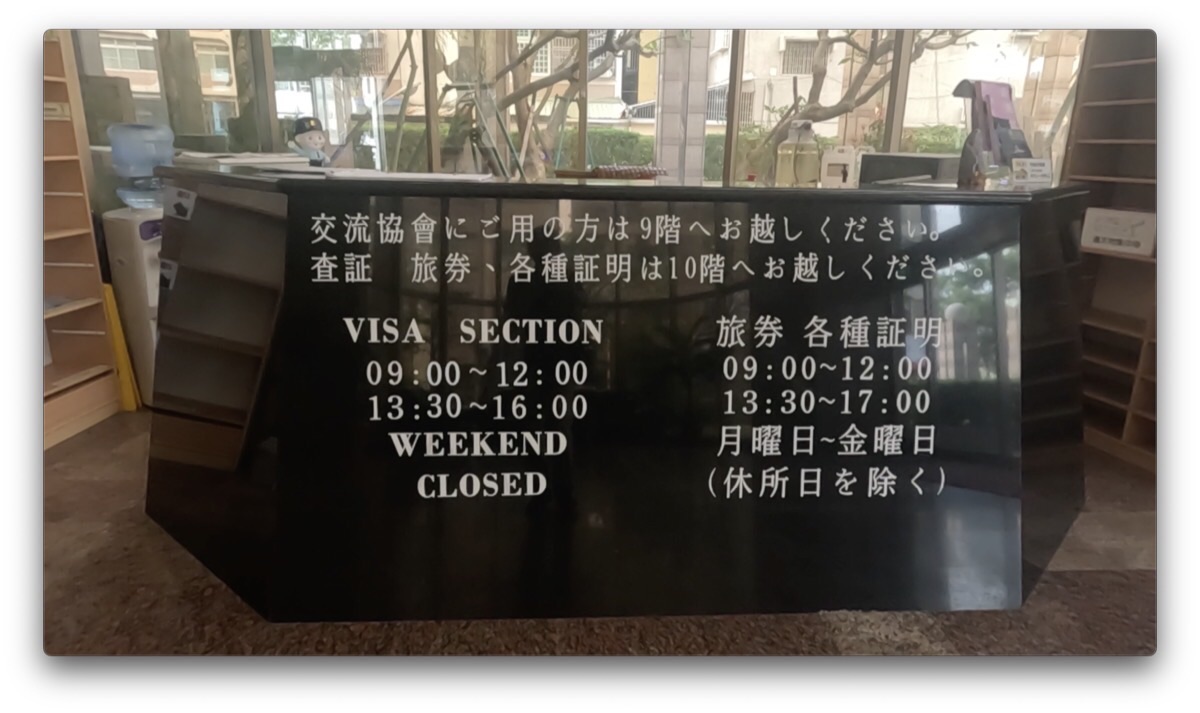 交流協會にご用の方は9階へお越しください。
査証　旅券、各種証明は10階へお越しください。
VISA SECTION
09:00~12:00
13:30~16:00
WEEKEND
CLOSED
旅券 各種証明
09:00~12:00
13:30~17:00
月曜日~金曜日
(休所日を除く)